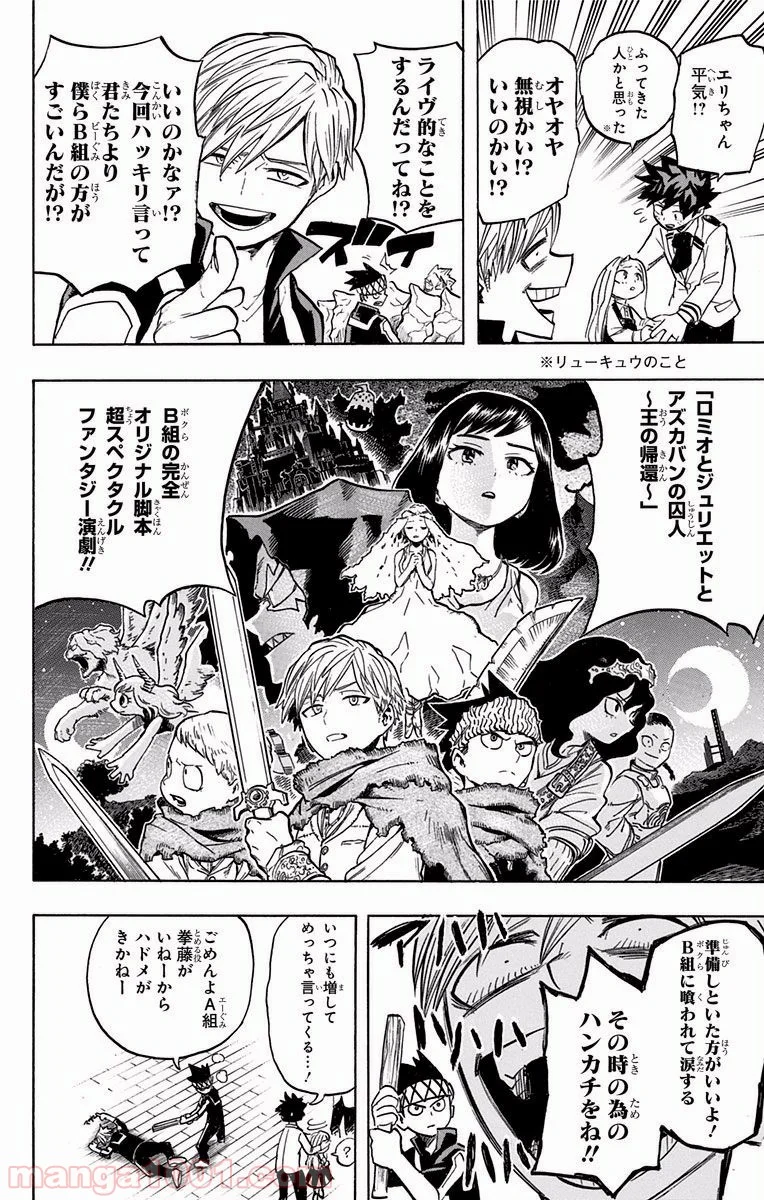 エリちゃん
平気!?
ふってきた
人かと思った
※
オヤオヤ
無視かい!?
いいのかい!?
※リューキュウのこと
ライヴ的なことを
するんだってね!?
いいのかなァ!?
今回ハッキリ言って
君たちより
僕らB組の方が
すごいんだが!?
ズイ
「ロミオとジュリエットと
アズカバンの囚人
～王の帰還～」
B組の完全
オリジナル脚本
超スペクタクル
ファンタジー演劇!!
準備しといた方がいいよ!
B組に喰われて涙する
その時の為の
ハンカチをね!!
いつにも増して
めっちゃ言ってくる…!
?
ごめんよA組
拳藤が
いねーから
ハドメが
きかねー
manga1001.com